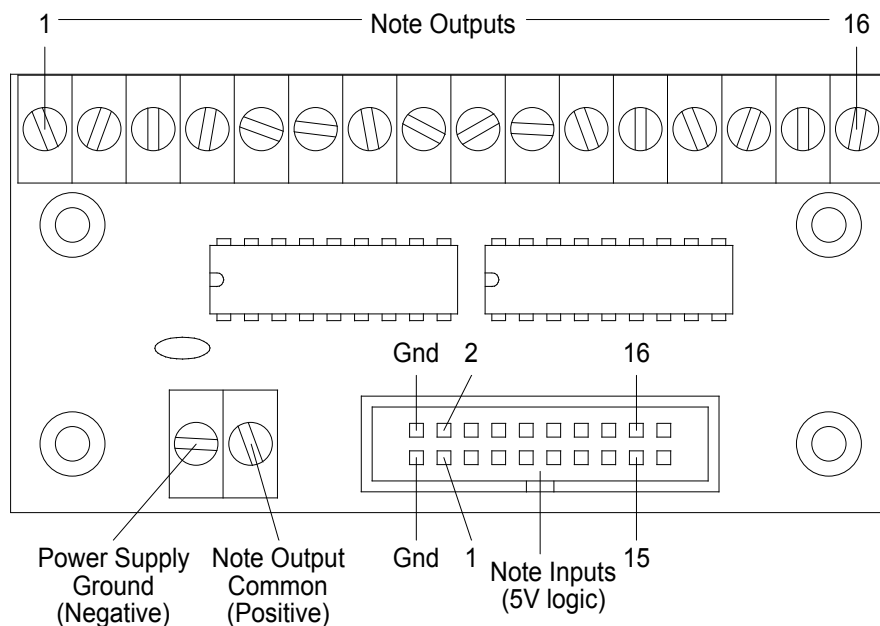 1 Note Outputs 16
Gnd 2 16
Gnd 1 15
Power Supply
Ground
(Negative)
Note Output
Common
(Positive)
Note Inputs
(5V logic)